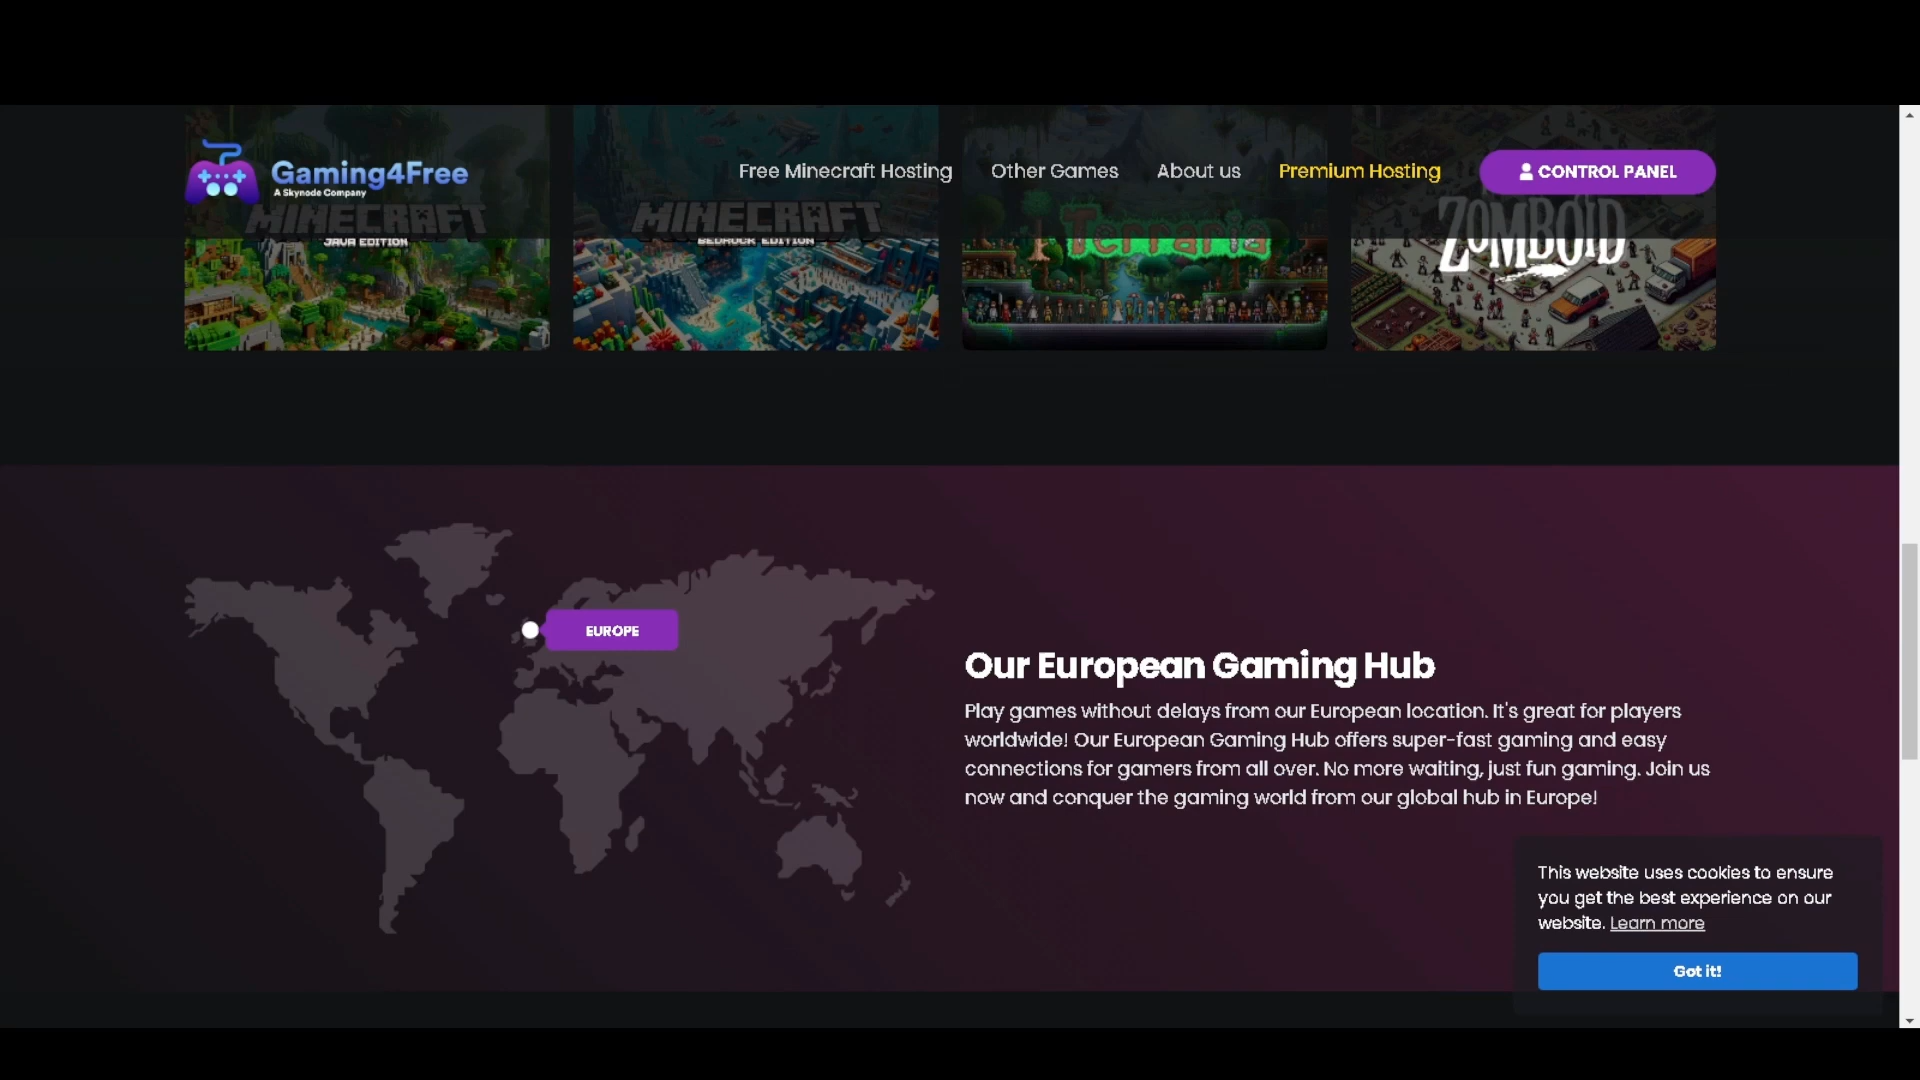 Gaming4Free
A Skynode Company
Free Minecraft Hosting
Other Games
About us
Premium Hosting
CONTROL PANEL
MINECRAFT
JAVA EDITION
MINECRAFT
BEDROCK EDITION
Terraria
ZOMBOID
EUROPE
Our European Gaming Hub
Play games without delays from our European location. It's great for players
worldwide! Our European Gaming Hub offers super-fast gaming and easy
connections for gamers from all over. No more waiting, just fun gaming. Join us
now and conquer the gaming world from our global hub in Europe!
This website uses cookies to ensure
you get the best experience on our
website. Learn more
Got it!